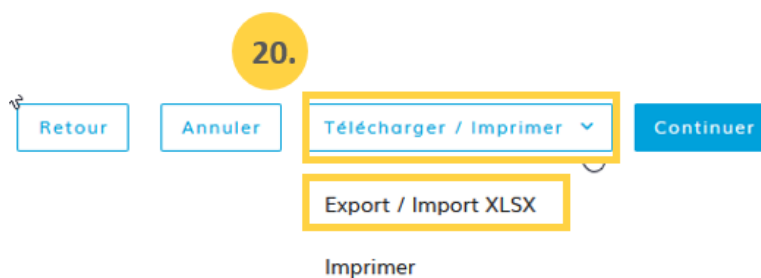 20.
Retour Annuler Télécharger / Imprimer Continuer
Export / Import XLSX
Imprimer